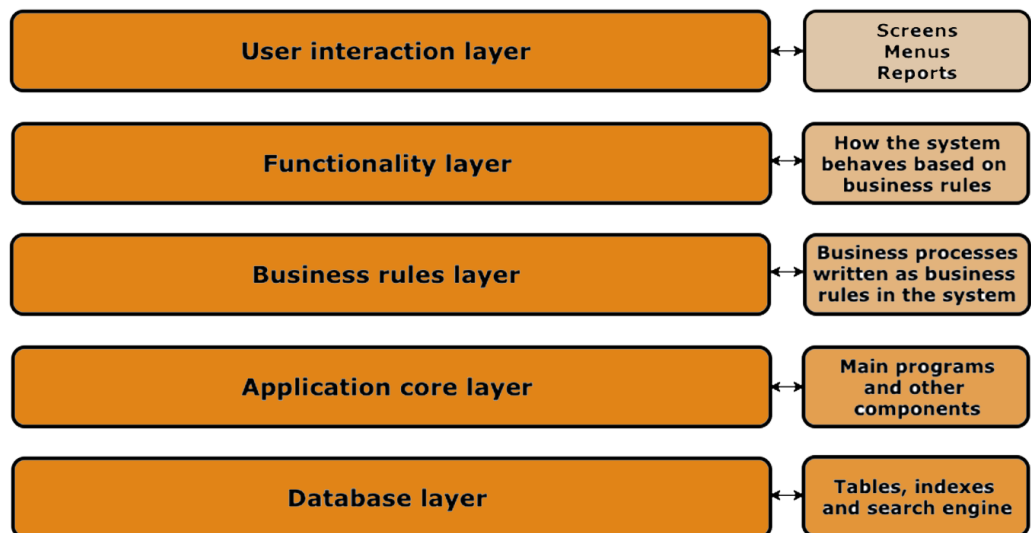 User interaction layer
Screens
Menus
Reports
Functionality layer
How the system
behaves based on
business rules
Business rules layer
Business processes
written as business
rules in the system
Application core layer
Main programs
and other
components
Database layer
Tables, indexes
and search engine